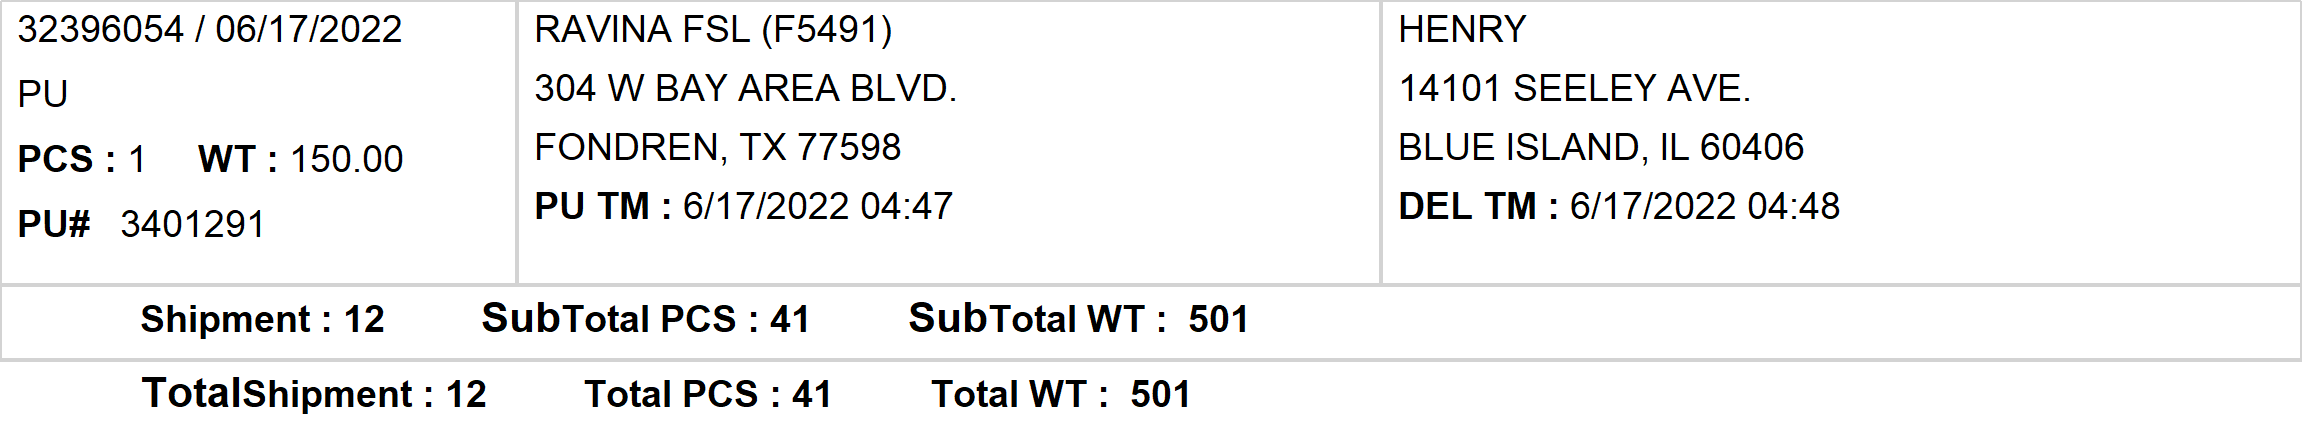 32396054 / 06/17/2022
PU
PCS : 1 WT : 150.00
PU# 3401291
RAVINA FSL (F5491)
304 W BAY AREA BLVD.
FONDREN, TX 77598
PU TM : 6/17/2022 04:47
HENRY
14101 SEELEY AVE.
BLUE ISLAND, IL 60406
DEL TM : 6/17/2022 04:48
Shipment : 12 SubTotal PCS : 41 SubTotal WT : 501
TotalShipment : 12 Total PCS : 41 Total WT : 501